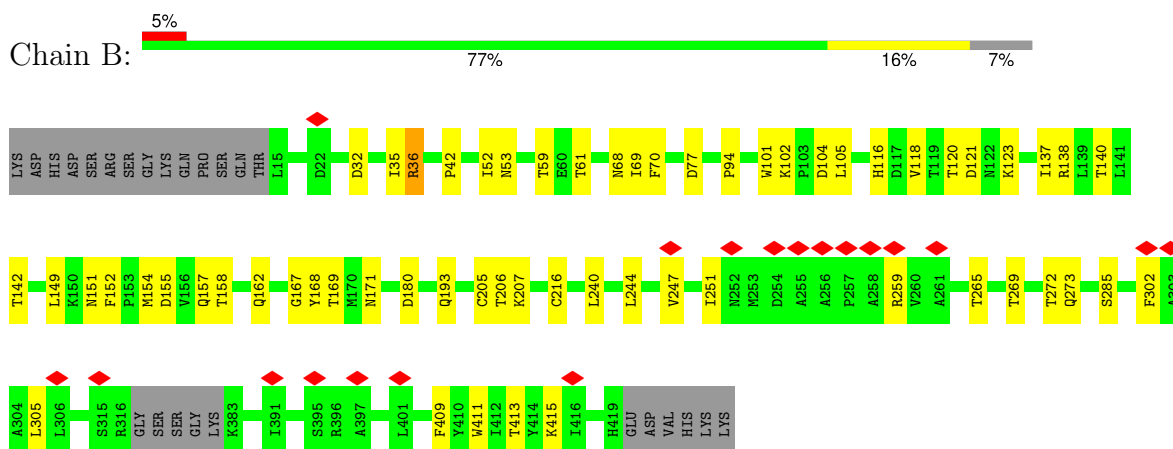 5%
Chain B:
77% 16% 7%
LYS ASP HIS ASP SER ARG SER GLY LYS GLN PRO SER GLN THR L15 D22 D32 I35 R36 P42 I52 N53 T59 E60 T61 N68 I69 F70 D77 P94 W101 K102 P103 D104 L105 H116 D117 V118 T119 T120 D121 N122 K123 I137 R138 L139 T140 L141
T142 L149 K150 N151 F152 P153 M154 D155 V156 Q157 T158 Q162 G167 Y168 T169 M170 N171 D180 Q193 C205 T206 K207 C216 L240 L244 V247 I251 N252 M253 D254 A255 A256 P257 A258 R259 V260 A261 T265 T269 T272 Q273 S285 F302 A303
A304 L305 L306 S315 R316 GLY SER SER GLY LYS K383 I391 S395 R396 A397 L401 F409 Y410 W411 I412 T413 Y414 K415 I416 H419 GLU ASP VAL HIS LYS LYS